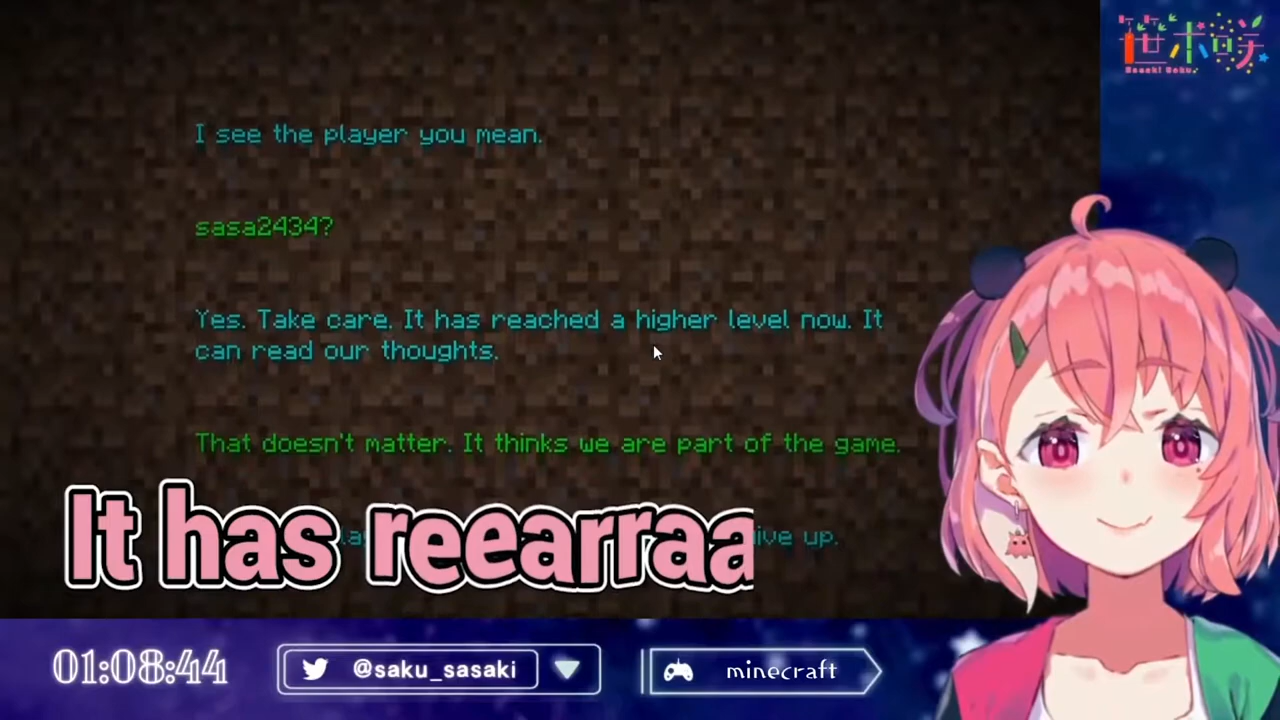 笹木咲
Sasaki Saku
I see the player you mean.
sasa2434?
Yes. Take care. It has reached a higher level now. It
can read our thoughts.
That doesn't matter. It thinks we are part of the game.
ive up.
It has reearraa
01:08:44
@saku_sasaki
minecraft